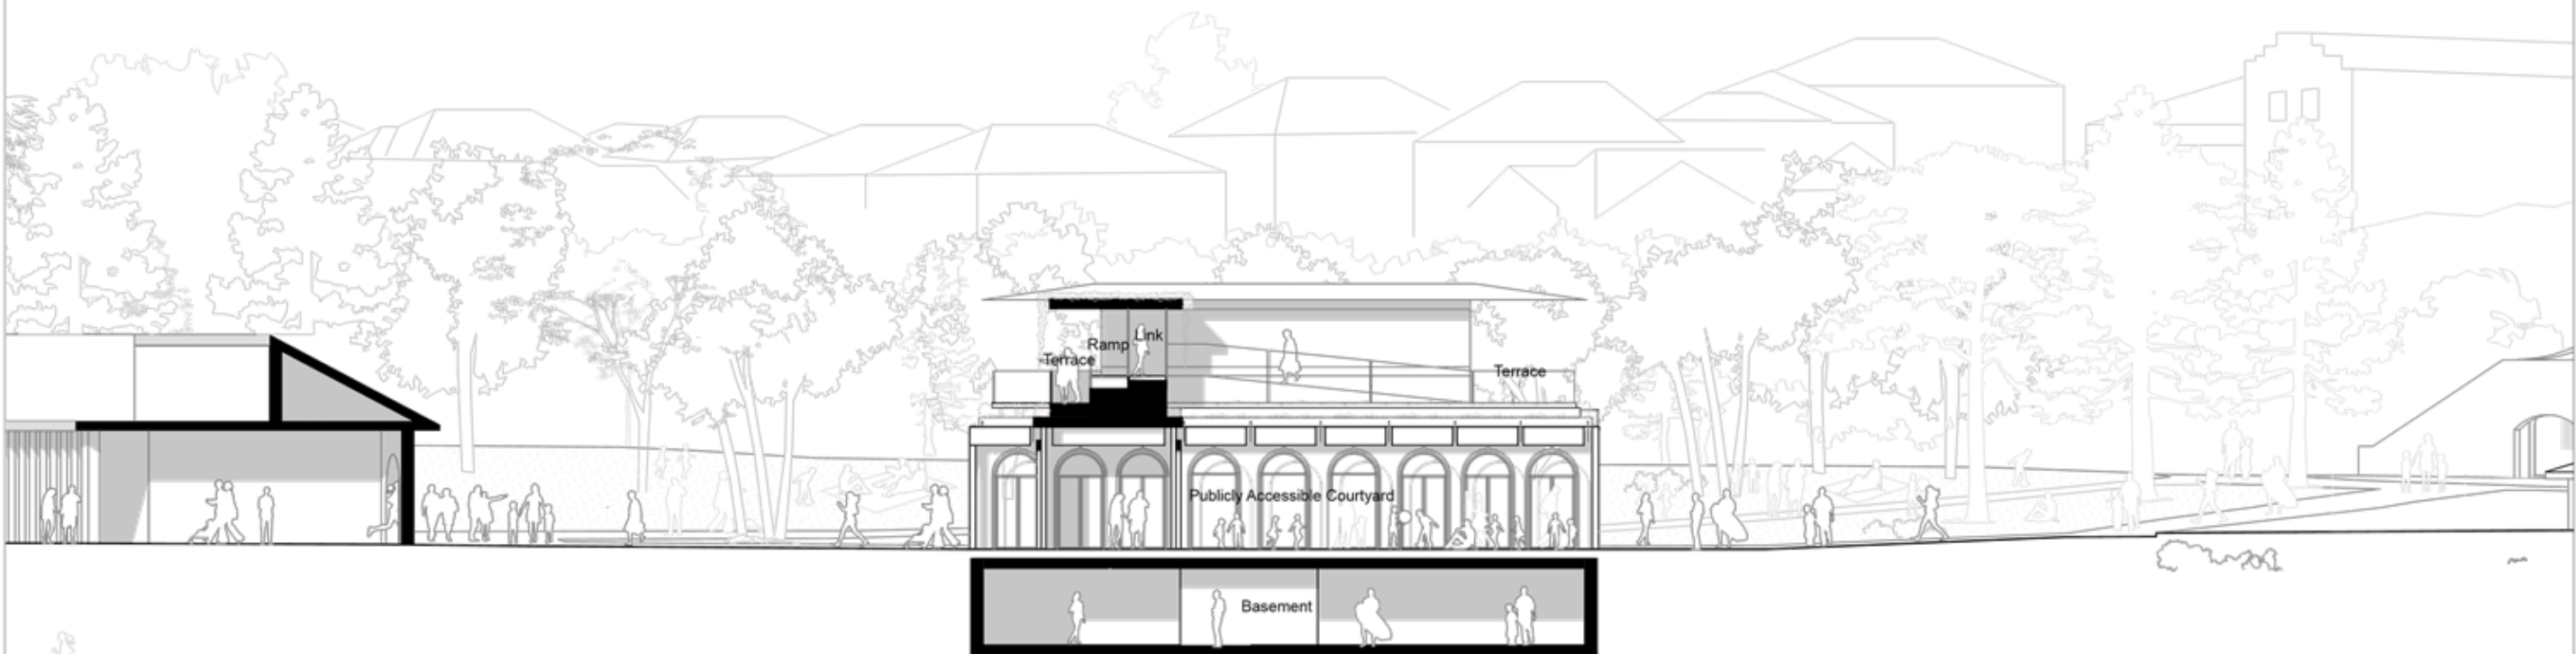 Link
Ramp
Terrace
Terrace
Publicly Accessible Courtyard
Basement